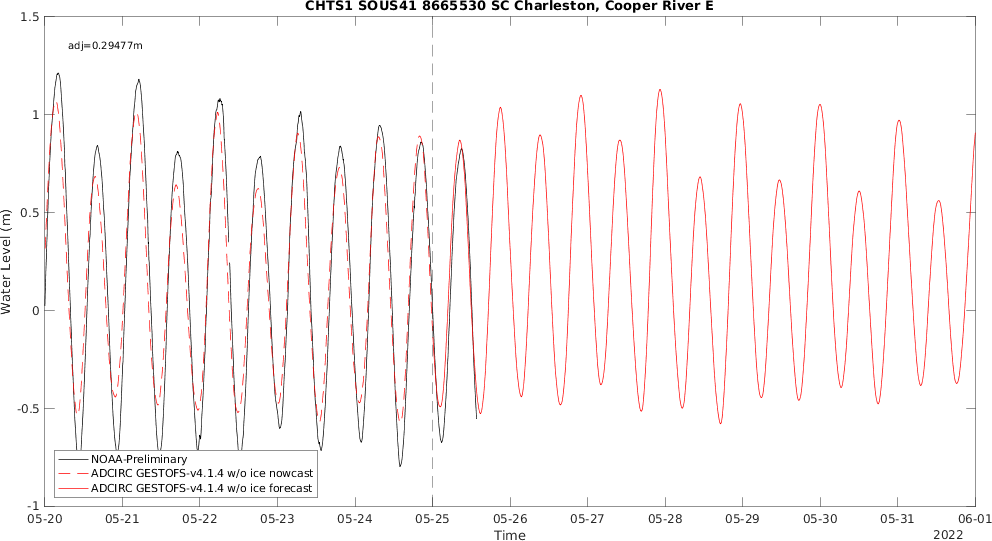 CHTS1 SOUS41 8665530 SC Charleston, Cooper River E
adj=0.29477m
1.5
1
0.5
0
-0.5
-1
Water Level (m)
NOAA-Preliminary
ADCIRC GESTOFS-v4.1.4 w/o ice nowcast
ADCIRC GESTOFS-v4.1.4 w/o ice forecast
05-20 05-21 05-22 05-23 05-24 05-25 05-26 05-27 05-28 05-29 05-30 05-31 06-01
Time
2022